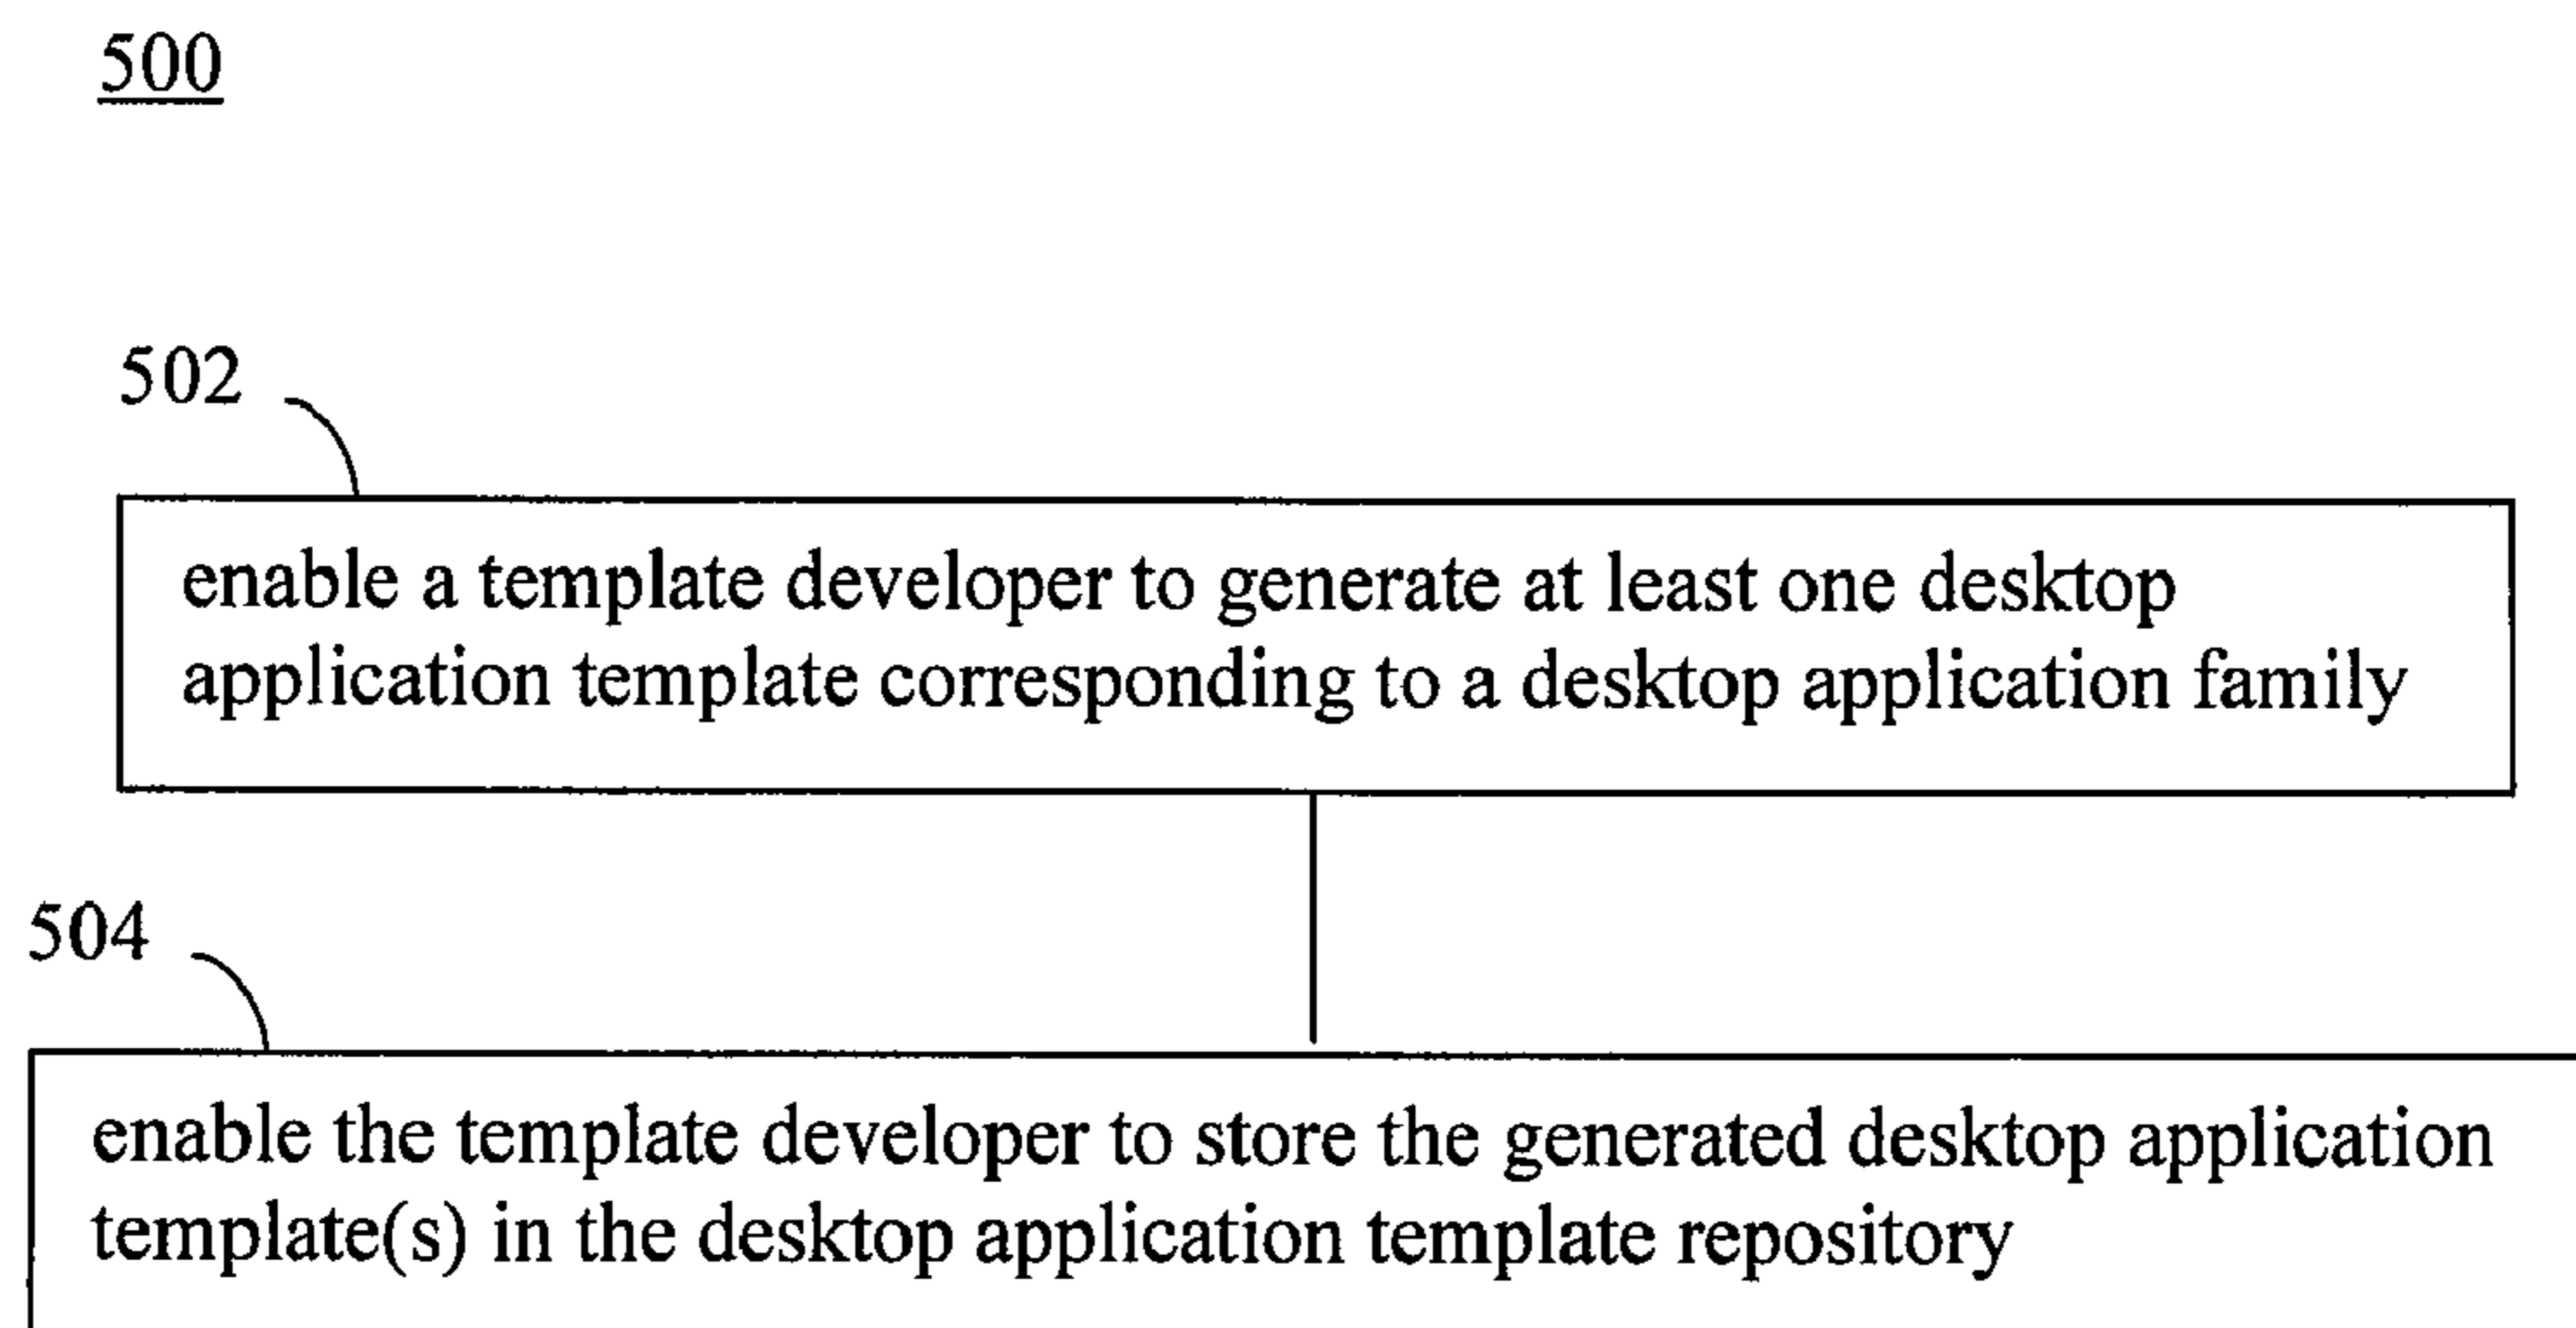 500
502
enable a template developer to generate at least one desktop
application template corresponding to a desktop application family
504
enable the template developer to store the generated desktop application
template(s) in the desktop application template repository